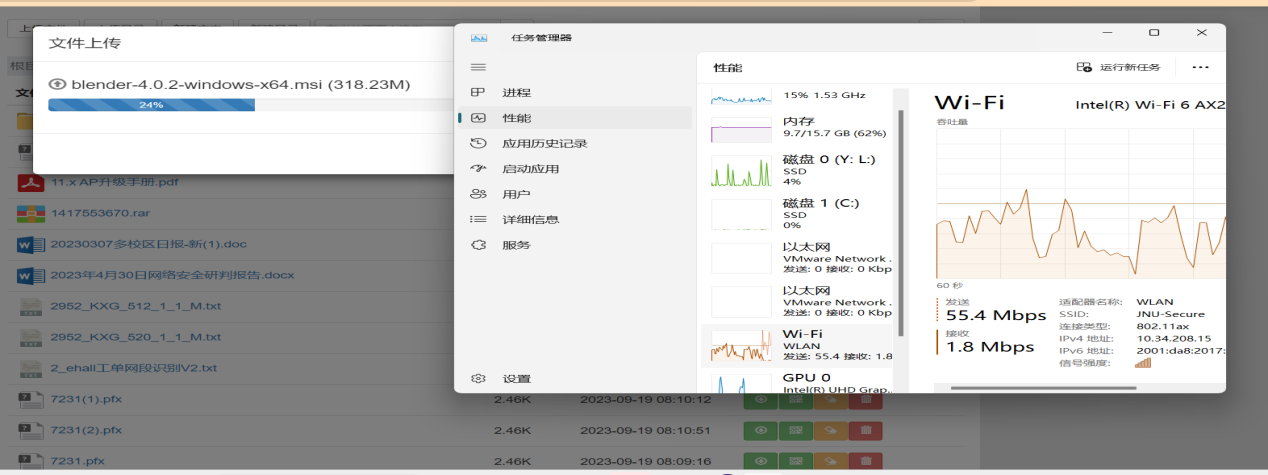 文件上传
blender-4.0.2-windows-x64.msi (318.23M)
24%
11.x AP升级手册.pdf
1417553670.rar
20230307多校区日报-新(1).doc
2023年4月30日网络安全研判报告.docx
2952_KXG_512_1_1_M.txt
2952_KXG_520_1_1_M.txt
2_ehall工单网段识别V2.txt
7231(1).pfx
2.46K 2023-09-19 08:10:12
7231(2).pfx
2.46K 2023-09-19 08:10:51
7231.pfx
2.46K 2023-09-19 08:09:16
任务管理器
进程
性能
应用历史记录
启动应用
用户
详细信息
服务
设置
性能
运行新任务
15% 1.53 GHz
内存
9.7/15.7 GB (62%)
磁盘 0 (Y: L:)
SSD
4%
磁盘 1 (C:)
SSD
0%
以太网
VMware Network .
发送: 0 接收: 0 Kbp
以太网
VMware Network .
发送: 0 接收: 0 Kbp
Wi-Fi
WLAN
发送: 55.4 接收: 1.8
GPU 0
Intel(R) UHD Grap..
Wi-Fi
Intel(R) Wi-Fi 6 AX2
吞吐量
60 秒
发送
55.4 Mbps
接收
1.8 Mbps
适配器名称: WLAN
SSID: JNU-Secure
连接类型: 802.11ax
IPv4 地址: 10.34.208.15
IPv6 地址: 2001:da8:2017:
信号强度: